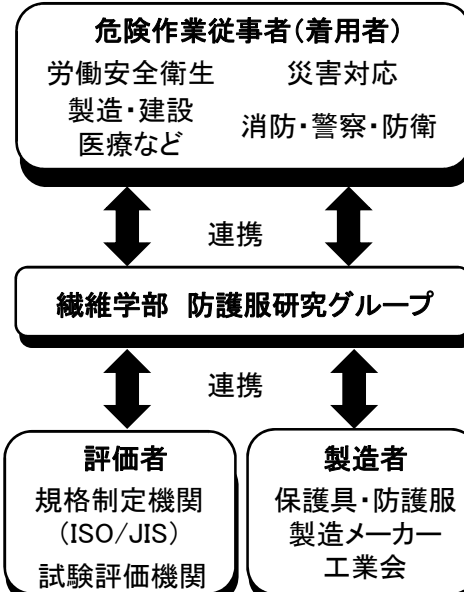 危険作業従事者(着用者)
労働安全衛生
製造・建設
医療など
災害対応
消防・警察・防衛
連携
繊維学部 防護服研究グループ
連携
評価者
規格制定機関
(ISO/JIS)
試験評価機関
製造者
保護具・防護服
製造メーカー
工業会